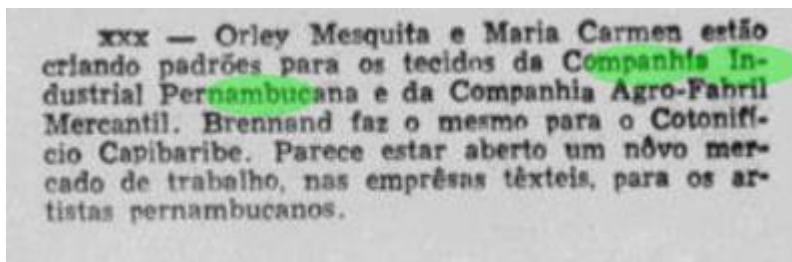 xxx — Orley Mesquita e Maria Carmen estão
criando padrões para os tecidos da Companhia In-
dustrial Pernambucana e da Companhia Agro-Fabril
Mercantil. Brennand faz o mesmo para o Cotonifí-
cio Capibaribe. Parece estar aberto um nôvo mer-
cado de trabalho, nas emprêsas têxteis, para os ar-
tistas pernambucanos.